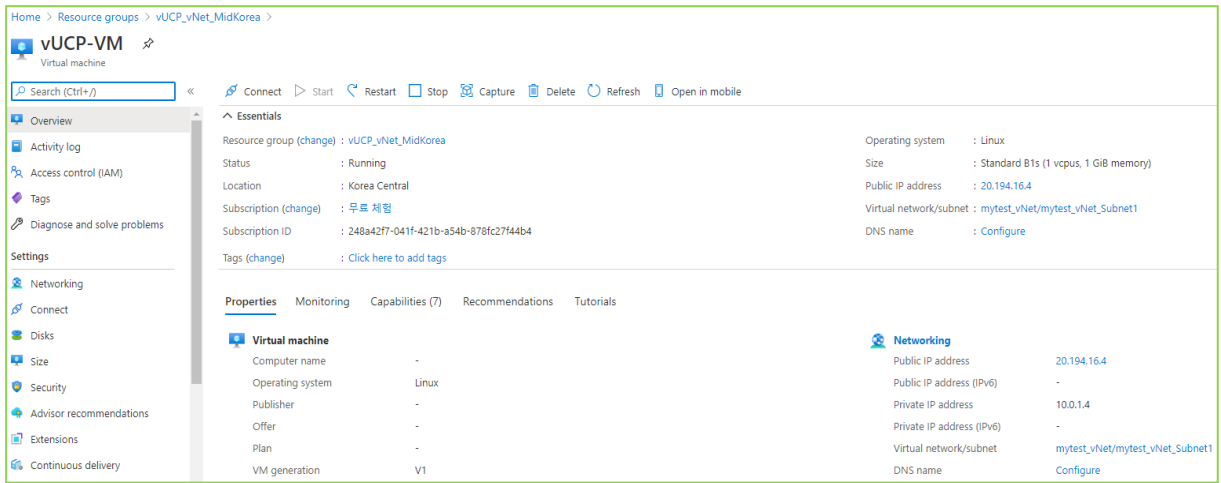 Home > Resource groups > vUCP_vNet_MidKorea >
vUCP-VM
Virtual machine
Search (Ctrl+/)
«
Connect Start Restart Stop Capture Delete Refresh Open in mobile
Overview
Activity log
Access control (IAM)
Tags
Diagnose and solve problems
Settings
Networking
Connect
Disks
Size
Security
Advisor recommendations
Extensions
Continuous delivery
Essentials
Resource group (change) : vUCP_vNet_MidKorea
Status : Running
Location : Korea Central
Subscription (change) : 무료 체험
Subscription ID : 248a42f7-041f-421b-a54b-878fc27f44b4
Tags (change) : Click here to add tags
Operating system : Linux
Size : Standard B1s (1 vcpus, 1 GiB memory)
Public IP address : 20.194.16.4
Virtual network/subnet : mytest_vNet/mytest_vNet_Subnet1
DNS name : Configure
Properties Monitoring Capabilities (7) Recommendations Tutorials
Virtual machine
Computer name -
Operating system Linux
Publisher -
Offer -
Plan -
VM generation V1
Networking
Public IP address 20.194.16.4
Public IP address (IPv6) -
Private IP address 10.0.1.4
Private IP address (IPv6) -
Virtual network/subnet mytest_vNet/mytest_vNet_Subnet1
DNS name Configure